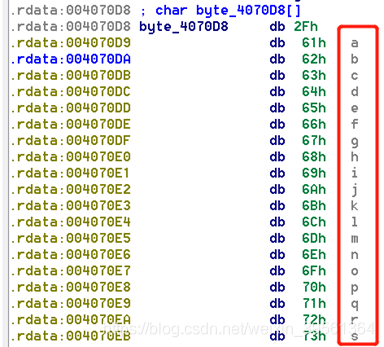 .rdata:004070D8 ; char byte_4070D8[]
.rdata:004070D8 byte_4070D8 db 2Fh
.rdata:004070D9 db 61h a
.rdata:004070DA db 62h b
.rdata:004070DB db 63h c
.rdata:004070DC db 64h d
.rdata:004070DD db 65h e
.rdata:004070DE db 66h f
.rdata:004070DF db 67h g
.rdata:004070E0 db 68h h
.rdata:004070E1 db 69h i
.rdata:004070E2 db 6Ah j
.rdata:004070E3 db 6Bh k
.rdata:004070E4 db 6Ch l
.rdata:004070E5 db 6Dh m
.rdata:004070E6 db 6Eh n
.rdata:004070E7 db 6Fh o
.rdata:004070E8 db 70h p
.rdata:004070E9 db 71h q
.rdata:004070EA db 72h r
.rdata:004070EB db 73h s